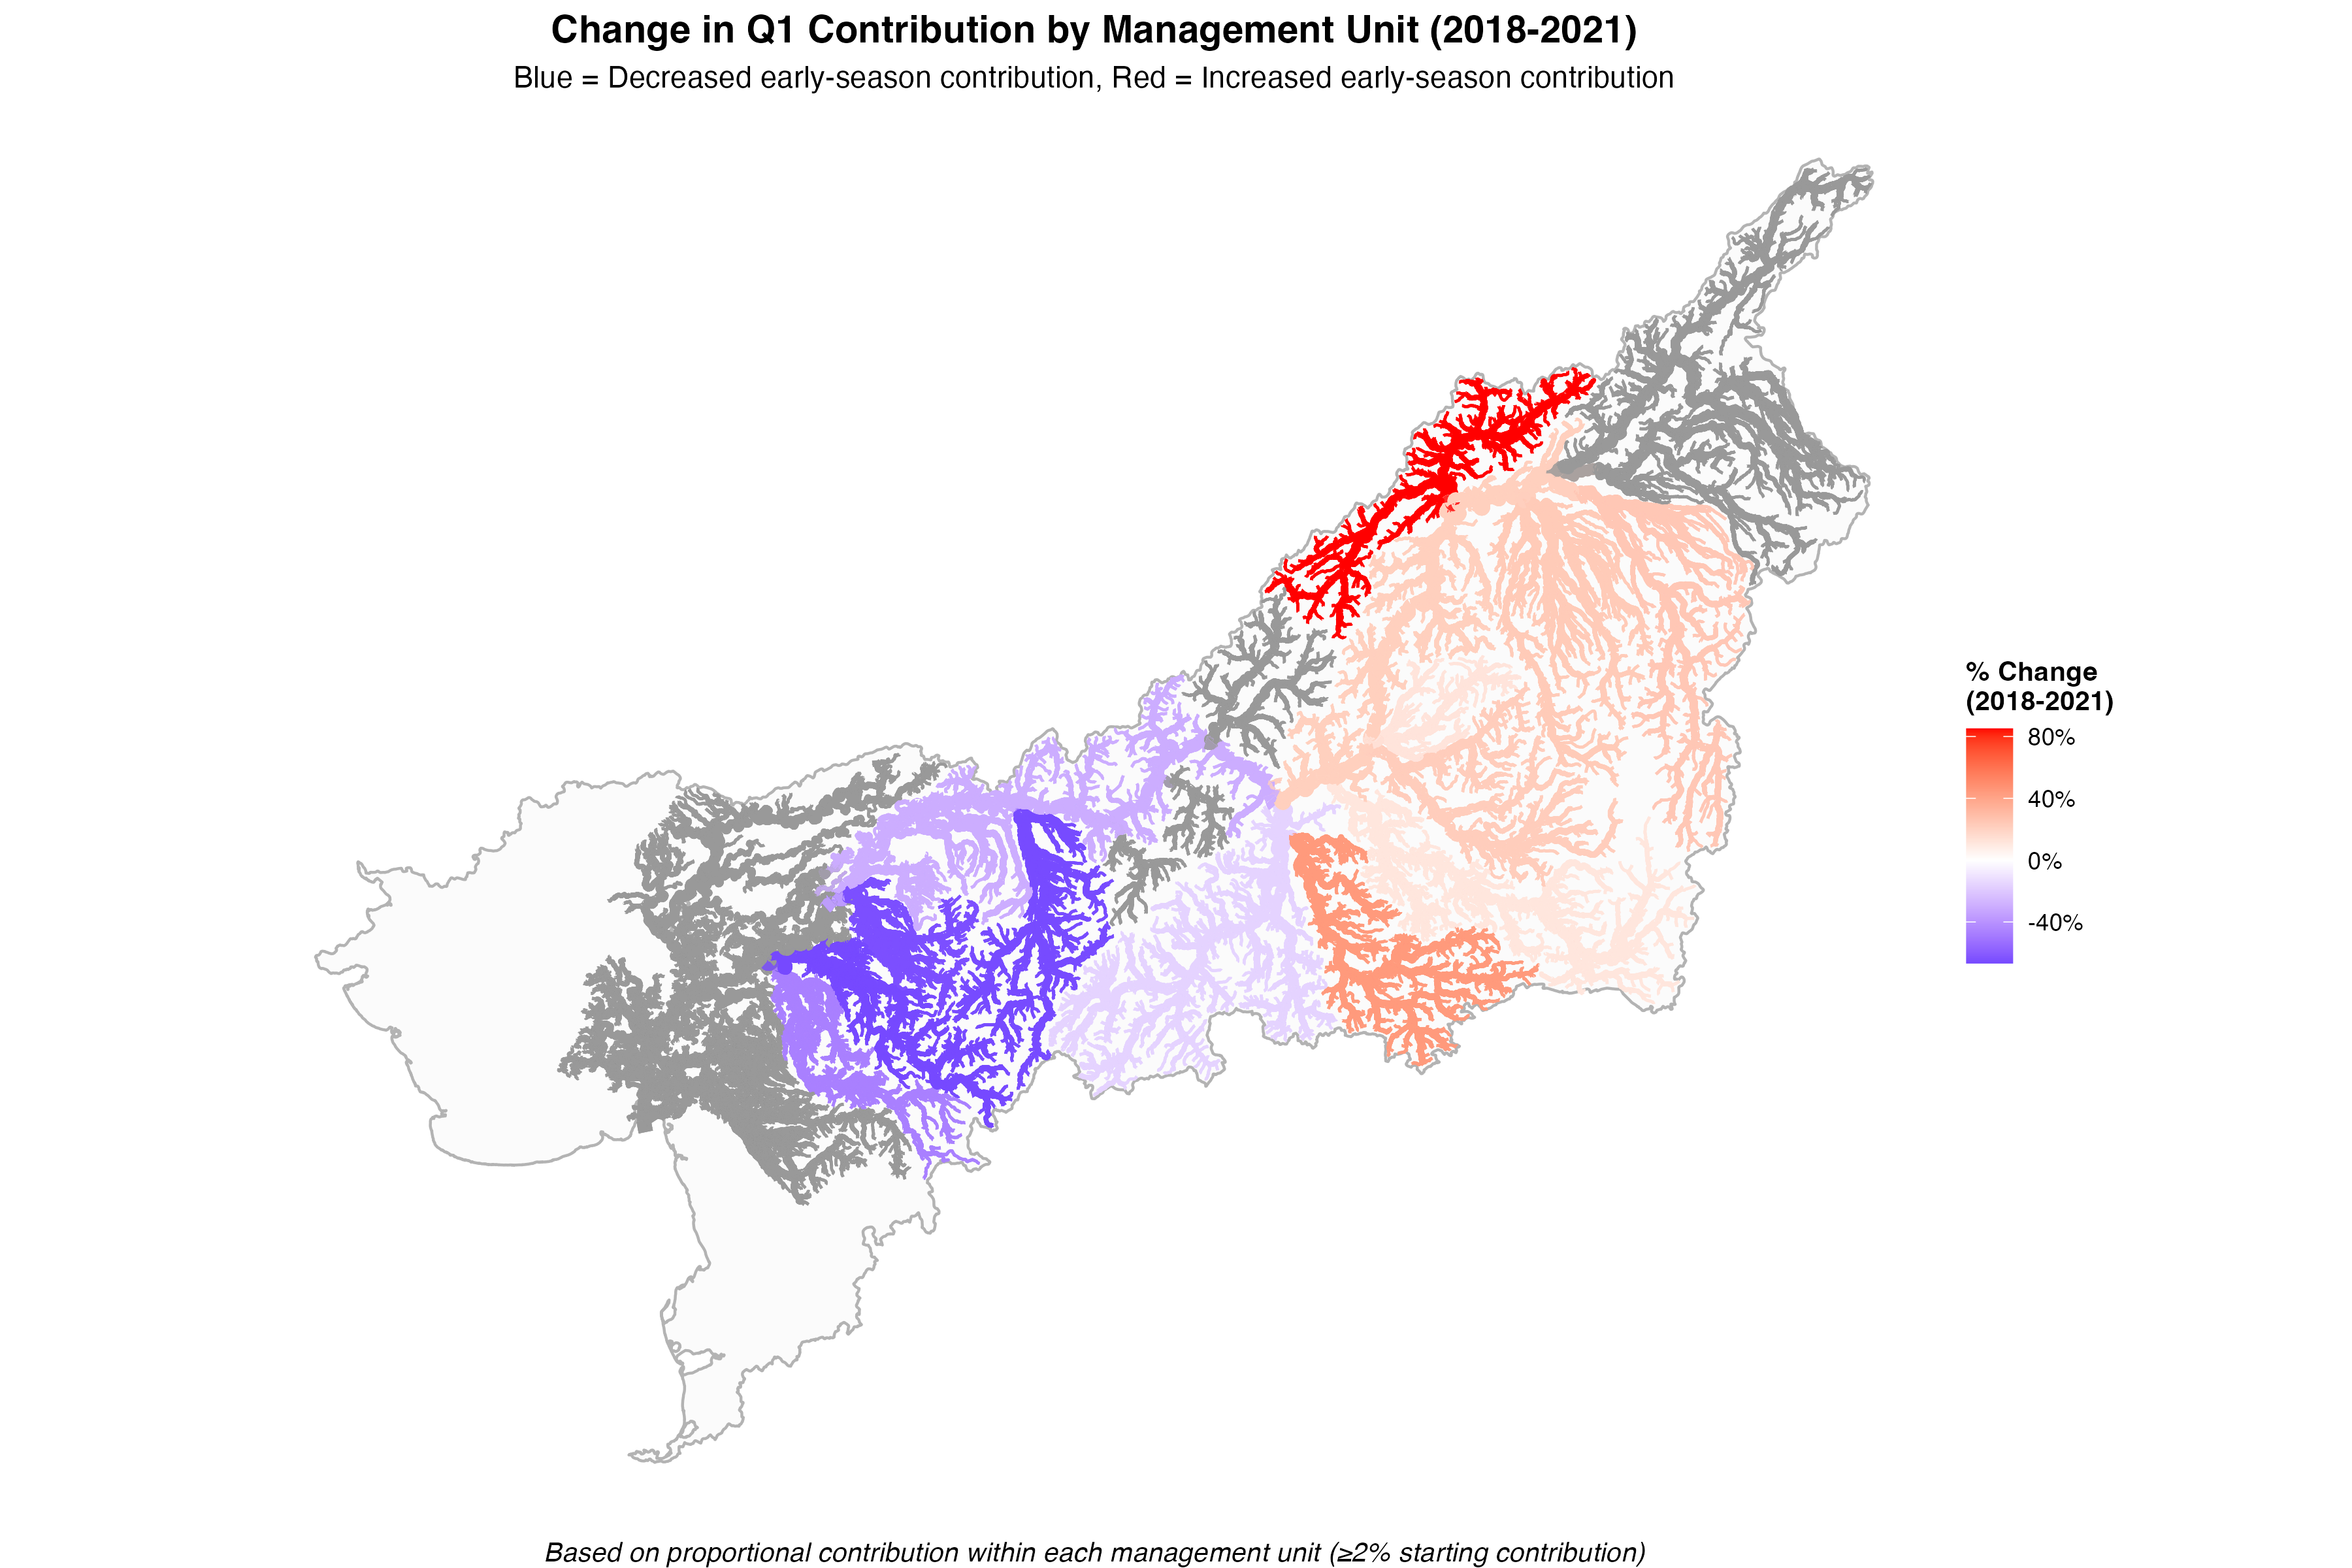 Change in Q1 Contribution by Management Unit (2018-2021)
Blue = Decreased early-season contribution, Red = Increased early-season contribution
% Change
(2018-2021)
80%
40%
0%
-40%
Based on proportional contribution within each management unit (≥2% starting contribution)